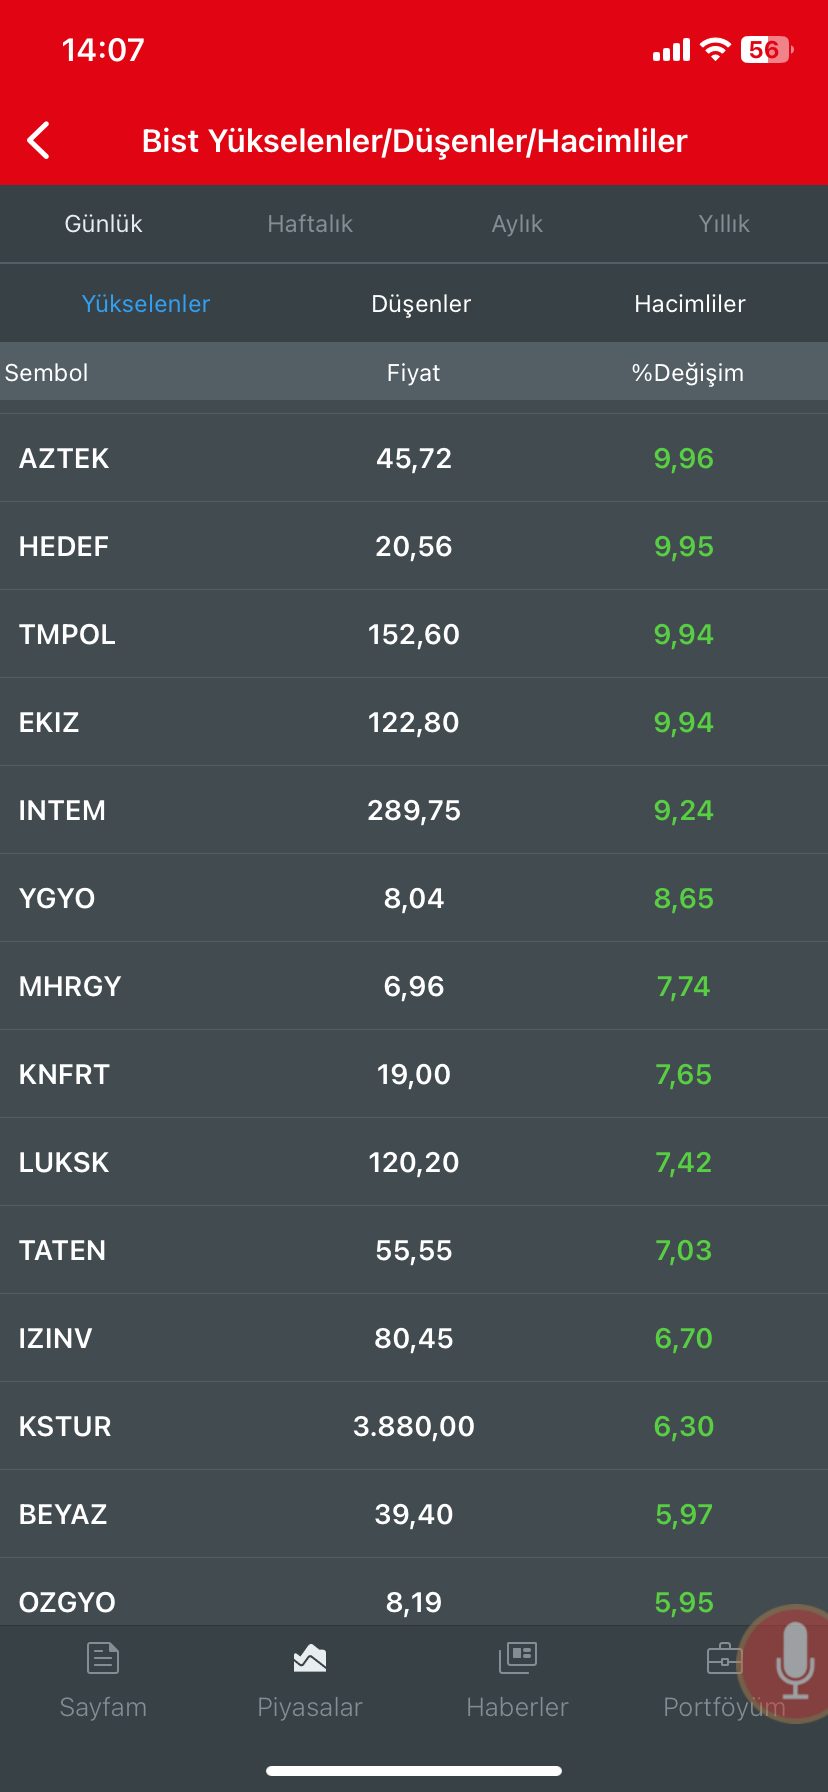 14:07
56
Bist Yükselenler/Düşenler/Hacimliler
Günlük Haftalık Aylık Yıllık
Yükselenler Düşenler Hacimliler
Sembol Fiyat %Değişim
AZTEK 45,72 9,96
HEDEF 20,56 9,95
TMPOL 152,60 9,94
EKIZ 122,80 9,94
INTEM 289,75 9,24
YGYO 8,04 8,65
MHRGY 6,96 7,74
KNFRT 19,00 7,65
LUKSK 120,20 7,42
TATEN 55,55 7,03
IZINV 80,45 6,70
KSTUR 3.880,00 6,30
BEYAZ 39,40 5,97
OZGYO 8,19 5,95
Sayfam Piyasalar Haberler Portföyüm